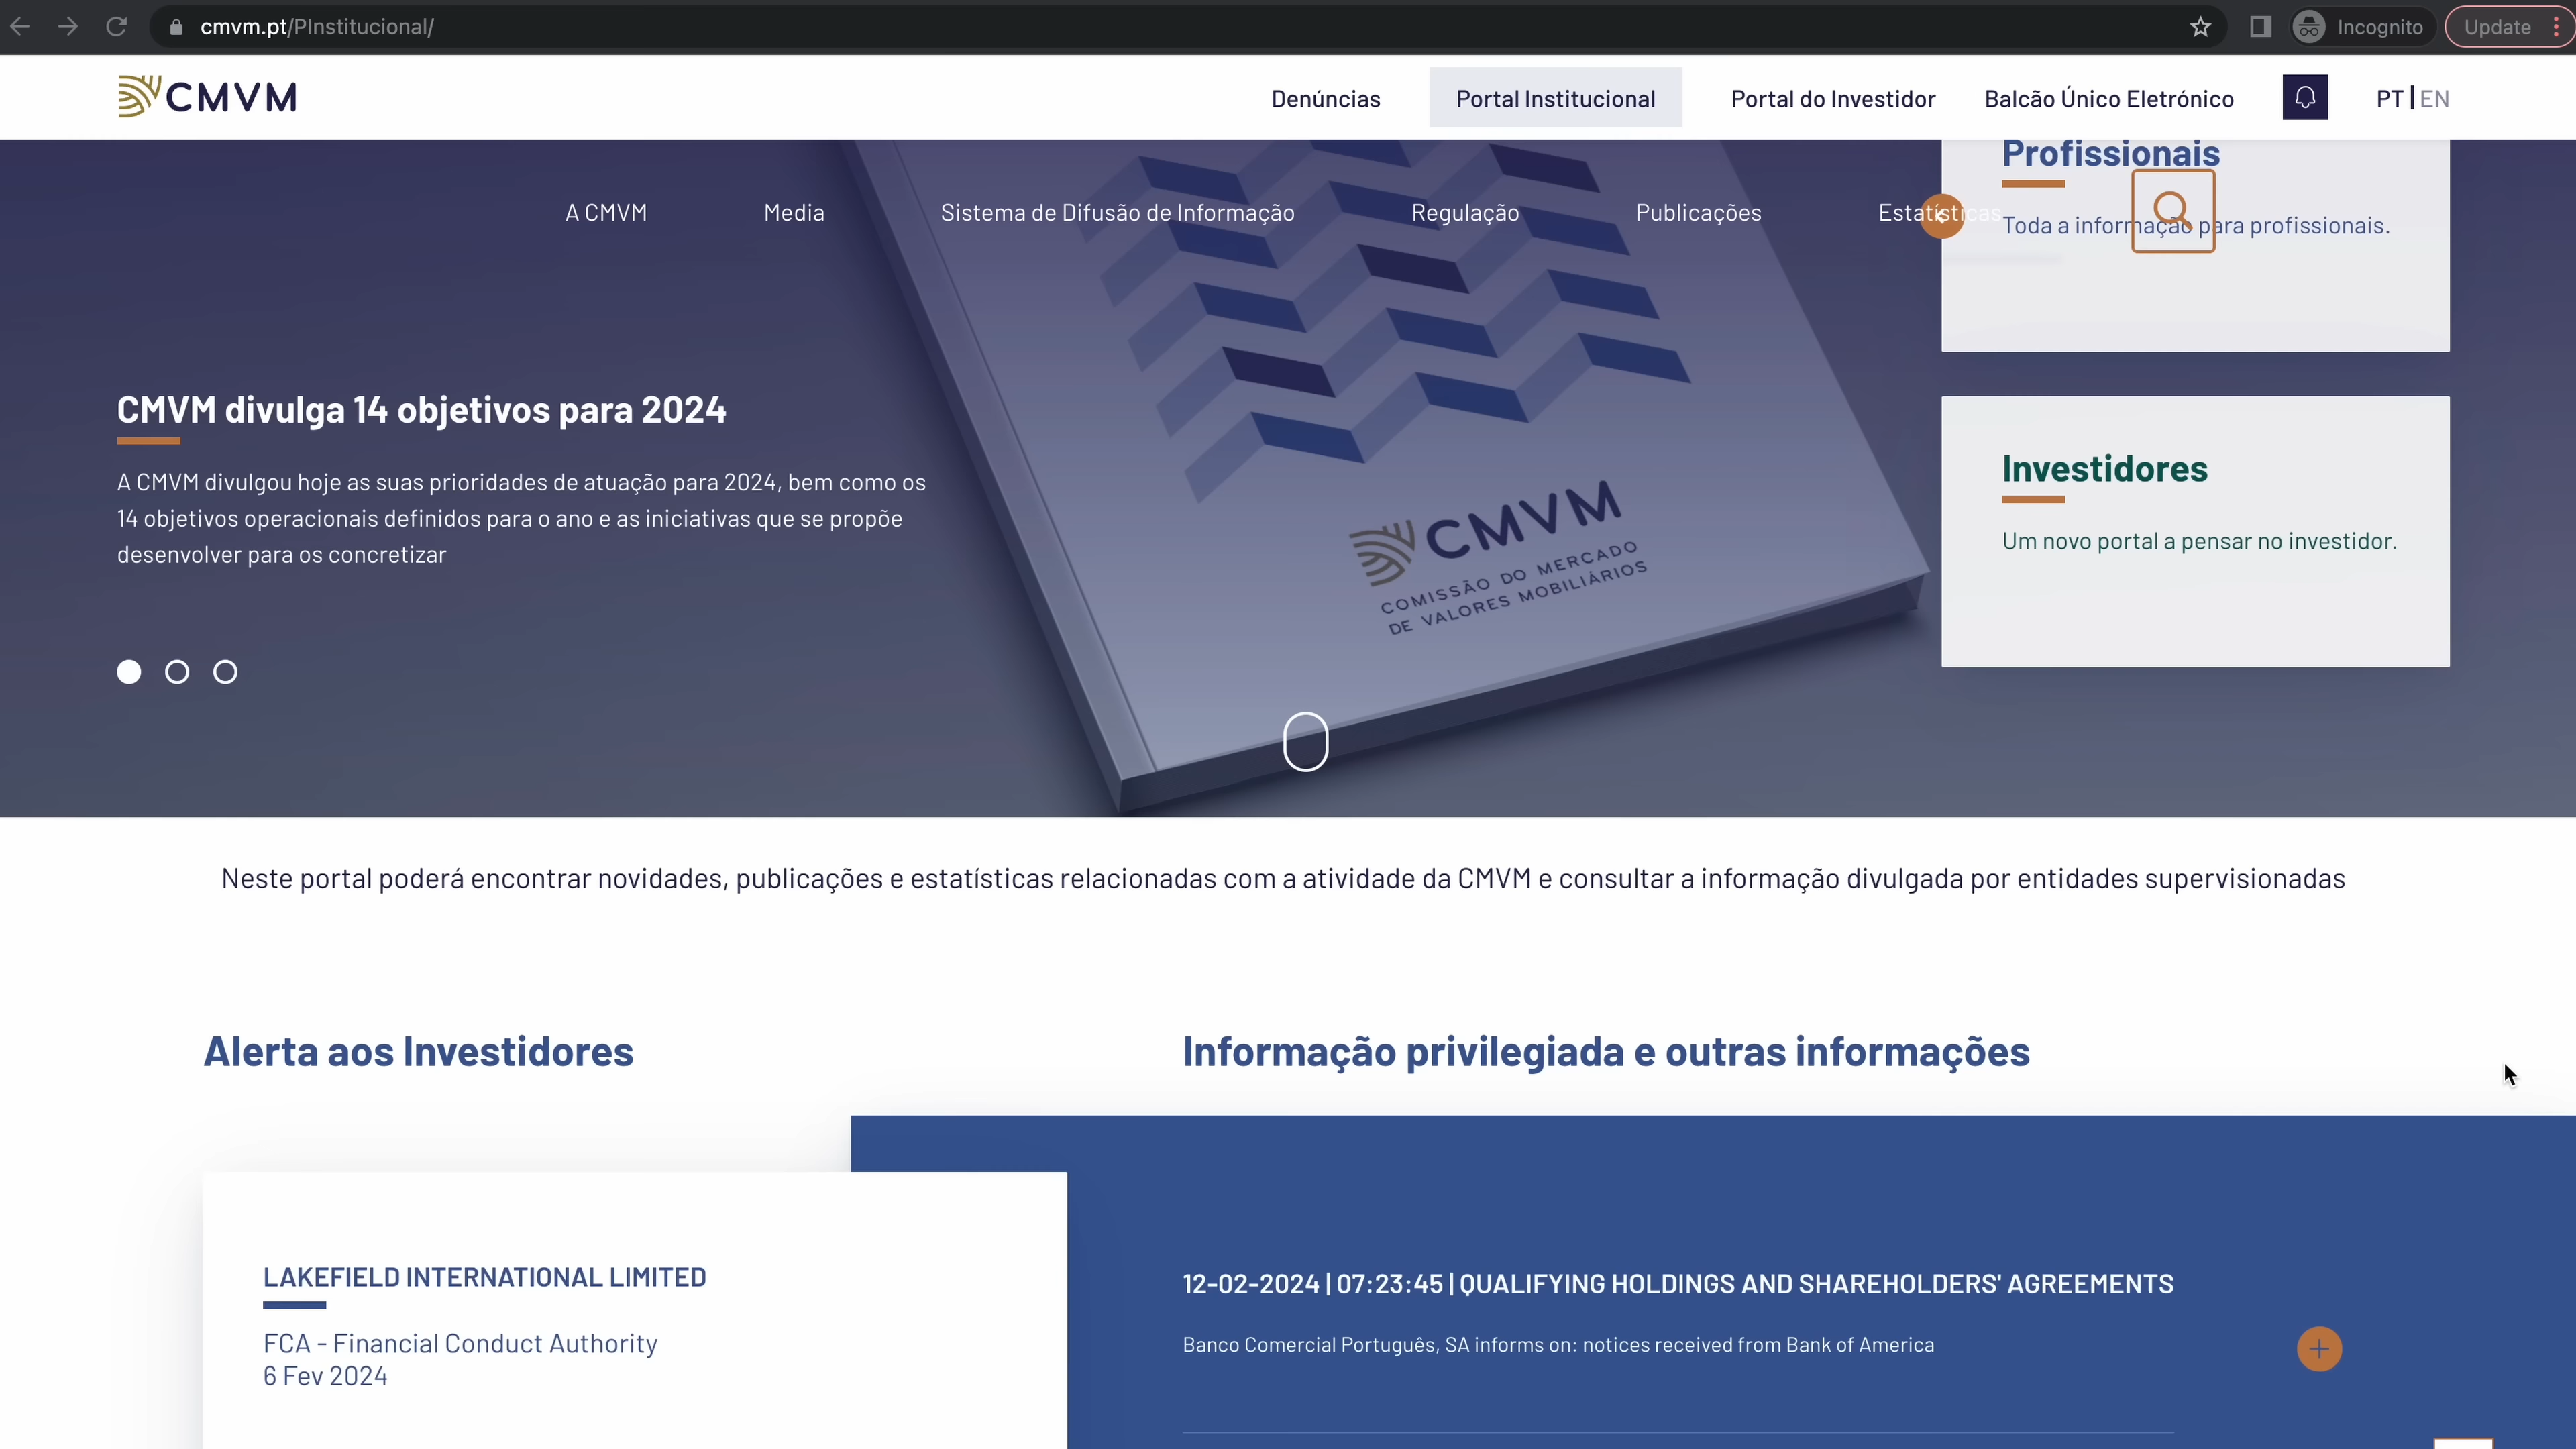 cmvm.pt/PInstitucional/
Incognito
Update
CMVM
Denúncias
Portal Institucional
Portal do Investidor
Balcão Único Eletrónico
PT | EN
A CMVM
Media
Sistema de Difusão de Informação
Regulação
Publicações
Estatísticas
Profissionais
Toda a informação para profissionais.
CMVM divulga 14 objetivos para 2024
A CMVM divulgou hoje as suas prioridades de atuação para 2024, bem como os
14 objetivos operacionais definidos para o ano e as iniciativas que se propõe
desenvolver para os concretizar
CMVM
COMISSÃO DO MERCADO
DE VALORES MOBILIÁRIOS
Investidores
Um novo portal a pensar no investidor.
Neste portal poderá encontrar novidades, publicações e estatísticas relacionadas com a atividade da CMVM e consultar a informação divulgada por entidades supervisionadas
Alerta aos Investidores
LAKEFIELD INTERNATIONAL LIMITED
FCA - Financial Conduct Authority
6 Fev 2024
Informação privilegiada e outras informações
12-02-2024 | 07:23:45 | QUALIFYING HOLDINGS AND SHAREHOLDERS' AGREEMENTS
Banco Comercial Português, SA informs on: notices received from Bank of America